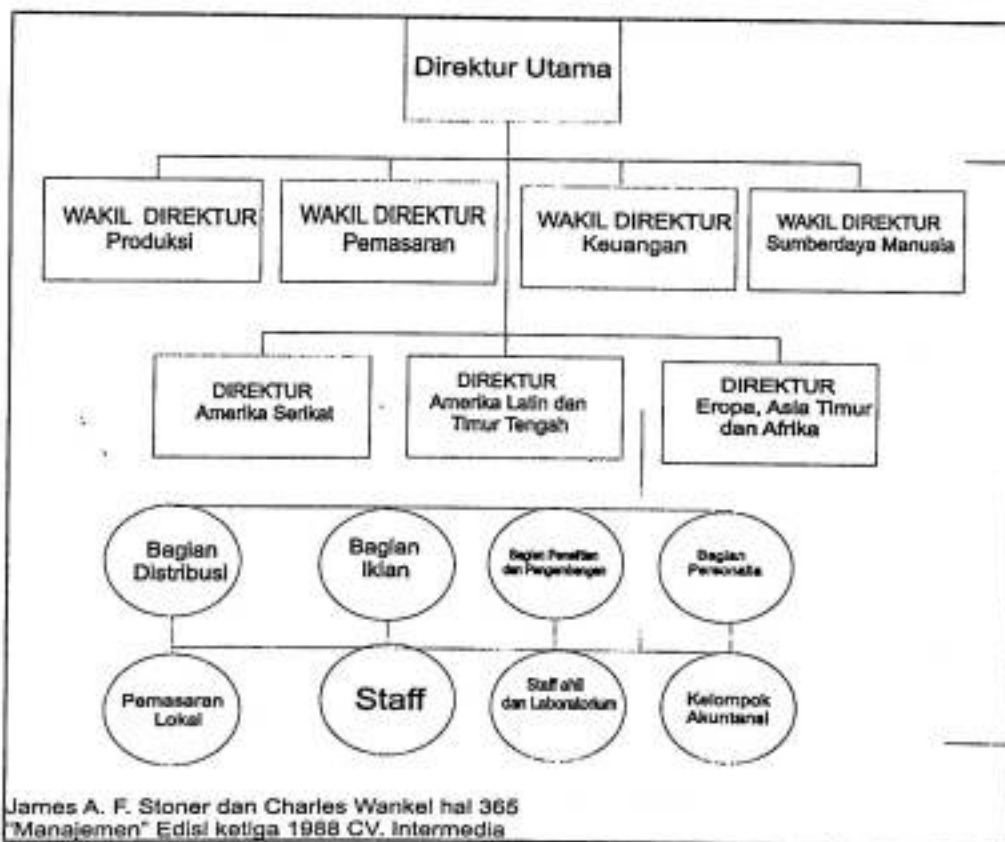 Direktur Utama
WAKIL DIREKTUR
Produksi
WAKIL DIREKTUR
Pemasaran
WAKIL DIREKTUR
Keuangan
WAKIL DIREKTUR
Sumberdaya Manusia
DIREKTUR
Amerika Serikat
DIREKTUR
Amerika Latin dan
Timur Tengah
DIREKTUR
Eropa, Asia Timur
dan Afrika
Bagian
Distribusi
Bagian
Iklan
Bagian Penelitian
dan Pengembangan
Bagian
Personalia
Pemasaran
Lokal
Staff
Staff ahli
dan Laboratorium
Kelompok
Akuntansi
James A. F. Stoner dan Charles Wankel hal 365
"Manajemen" Edisi ketiga 1988 CV. Intermedia